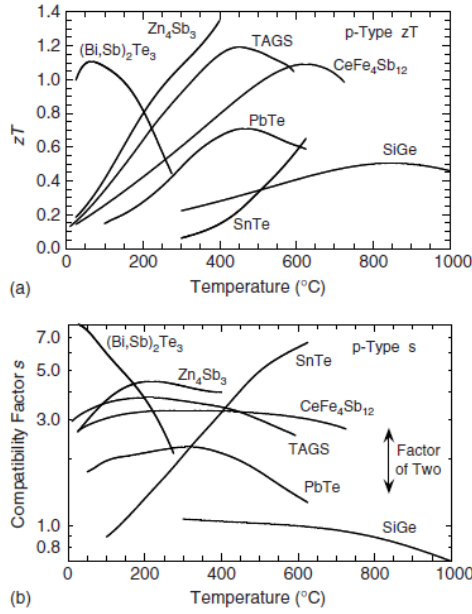 1.4
1.2
1.0
0.8
0.6
0.4
0.2
0.0
zT
p-Type zT
Zn₄Sb₃
(Bi,Sb)₂Te₃
TAGS
CeFe₄Sb₁₂
PbTe
SiGe
SnTe
0 200 400 600 800 1000
(a) Temperature (°C)
7.0
5.0
3.0
1.0
0.8
Compatibility Factor s
p-Type s
(Bi,Sb)₂Te₃
SnTe
Zn₄Sb₃
CeFe₄Sb₁₂
TAGS
Factor
of Two
PbTe
SiGe
0 200 400 600 800 1000
(b) Temperature (°C)